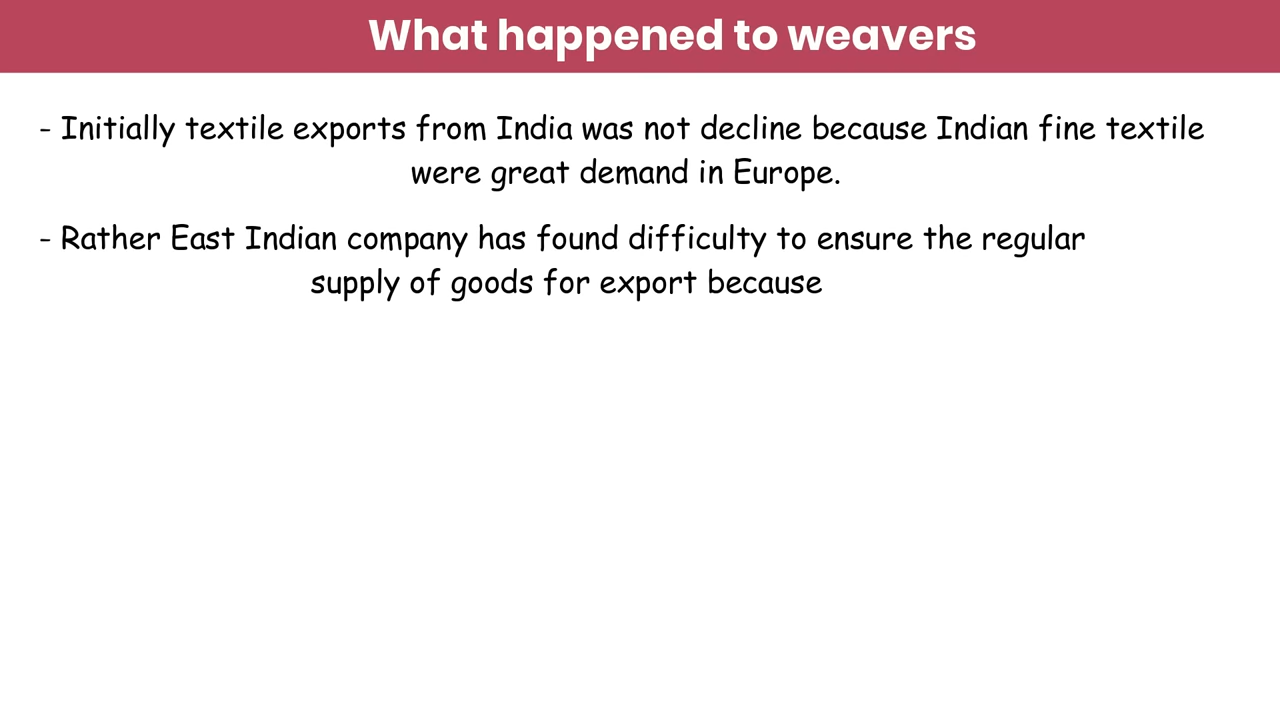 What happened to weavers
- Initially textile exports from India was not decline because Indian fine textile
were great demand in Europe.
- Rather East Indian company has found difficulty to ensure the regular
supply of goods for export because